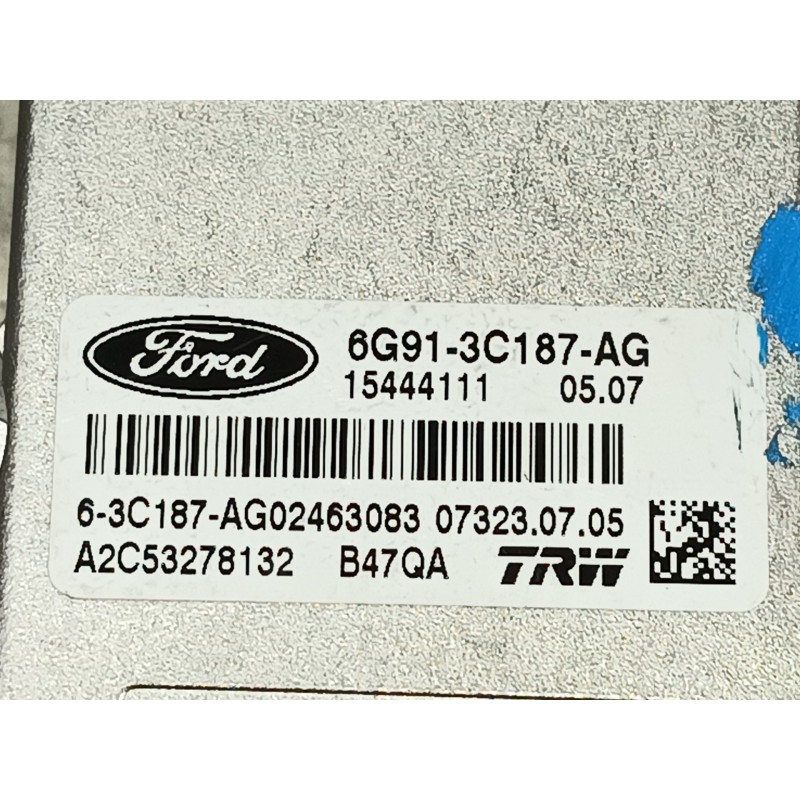 Ford 6G91-3C187-AG
15444111 05.07
6-3C187-AG02463083 07323.07.05
A2C53278132 B47QA TRW